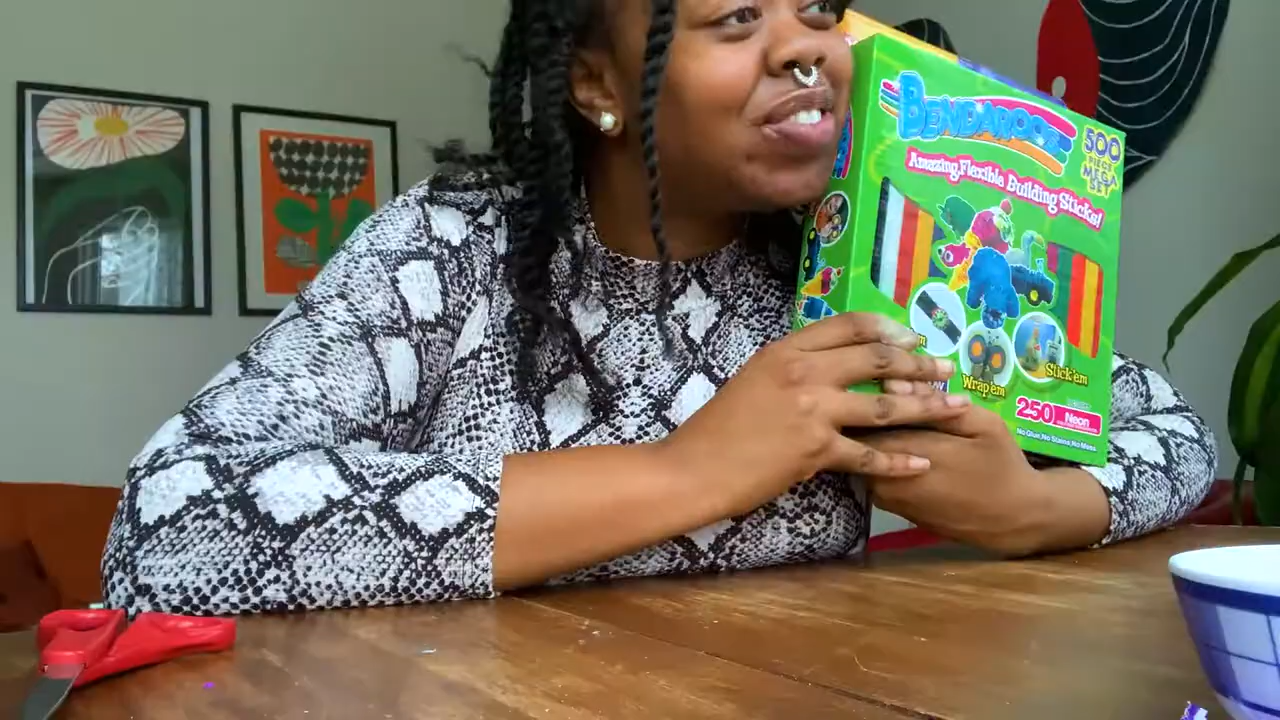 BENDAROOS
500
PIECE
MEGA
SET
Amazing, Flexible Building Sticks!
Stick'em
Wrap'em
250 Neon
No Glue, No Stains, No Mess